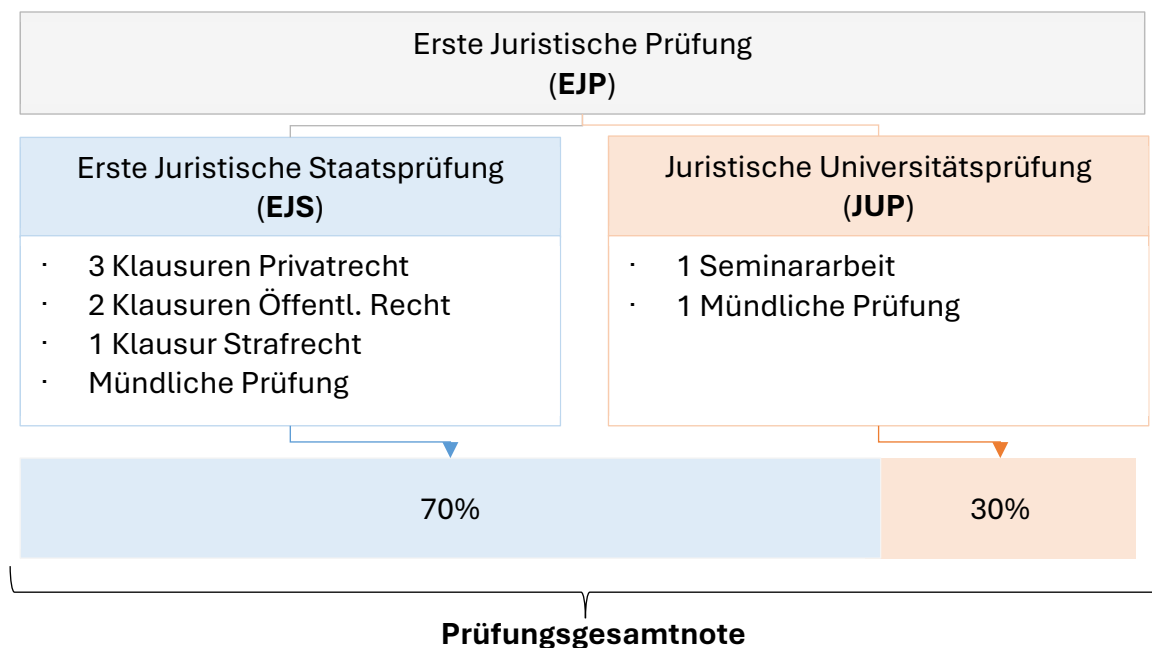 Erste Juristische Prüfung
(EJP)
Erste Juristische Staatsprüfung
(EJS)
· 3 Klausuren Privatrecht
· 2 Klausuren Öffentl. Recht
· 1 Klausur Strafrecht
· Mündliche Prüfung
Juristische Universitätsprüfung
(JUP)
· 1 Seminararbeit
· 1 Mündliche Prüfung
70%
30%
Prüfungsgesamtnote